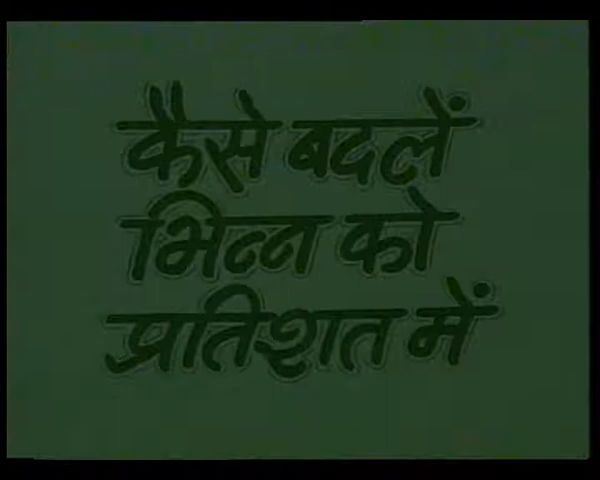 कैसे बदलें
भिन्न को
प्रतिशत में